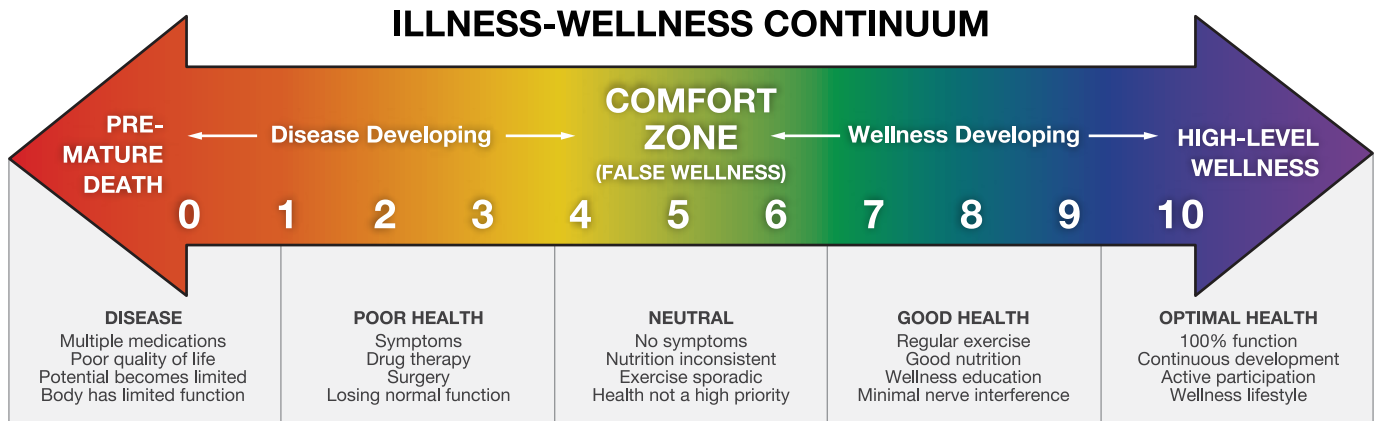 ILLNESS-WELLNESS CONTINUUM
PRE-
MATURE
DEATH
Disease Developing
COMFORT
ZONE
(FALSE WELLNESS)
Wellness Developing
HIGH-LEVEL
WELLNESS
0 1 2 3 4 5 6 7 8 9 10
DISEASE
Multiple medications
Poor quality of life
Potential becomes limited
Body has limited function
POOR HEALTH
Symptoms
Drug therapy
Surgery
Losing normal function
NEUTRAL
No symptoms
Nutrition inconsistent
Exercise sporadic
Health not a high priority
GOOD HEALTH
Regular exercise
Good nutrition
Wellness education
Minimal nerve interference
OPTIMAL HEALTH
100% function
Continuous development
Active participation
Wellness lifestyle